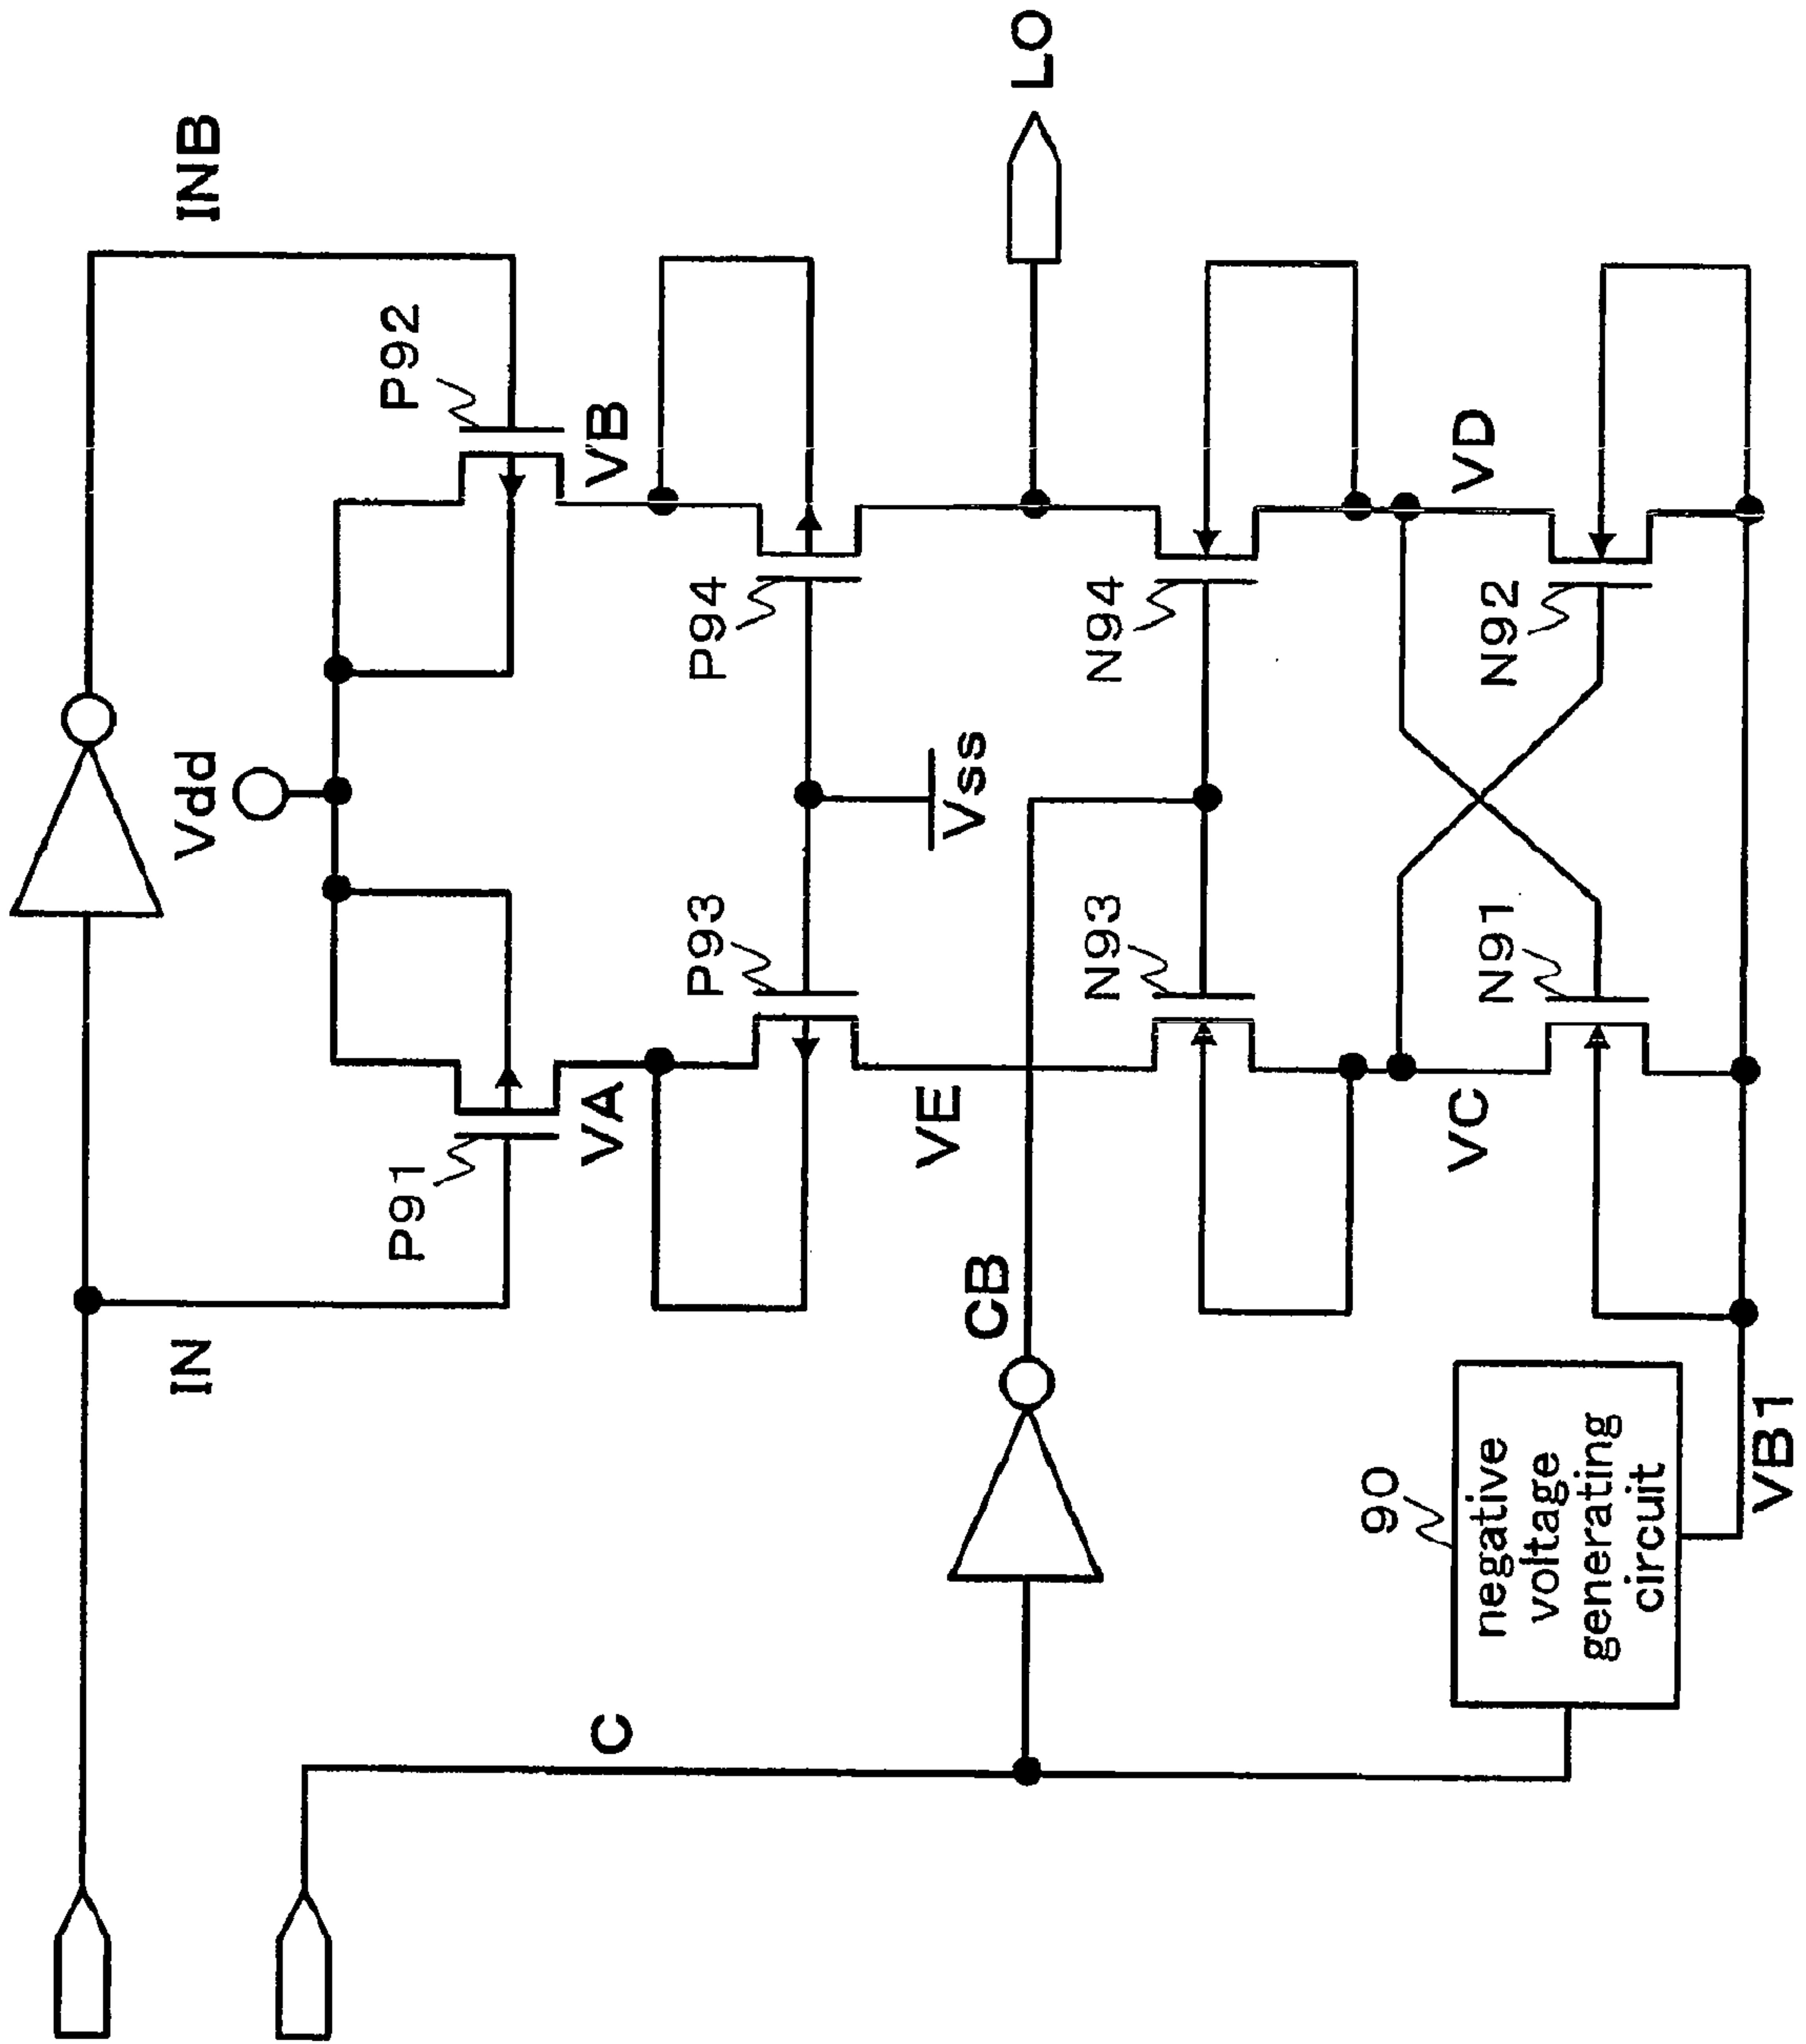 INB
P92
VB
LO
Vdd
P94
N94
VD
N92
Vss
P93
N93
N91
IN
P91
VA
VE
VC
CB
C
90
negative
voltage
generating
circuit
VB1